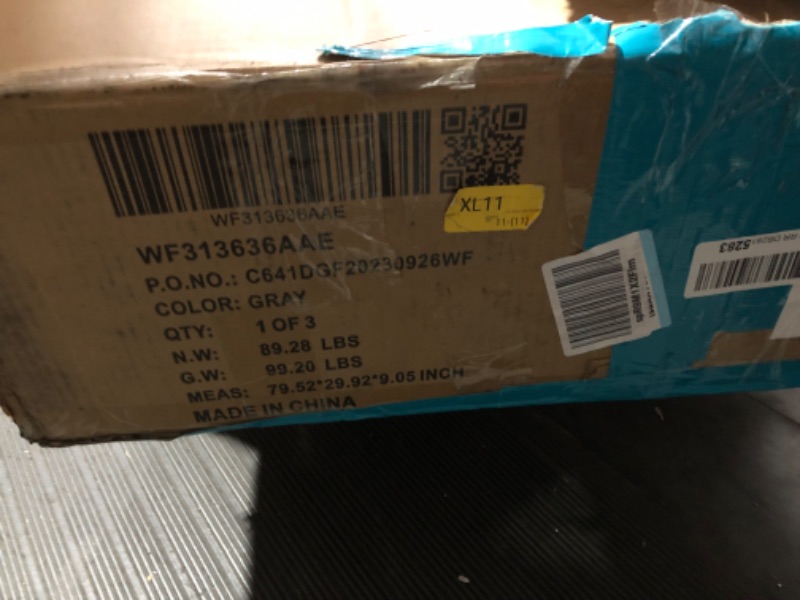 WF313636AAE
WF313636AAE
P.O.NO.: C641DGF20230926WF
COLOR: GRAY
QTY: 1 OF 3
N.W: 89.28 LBS
G.W: 99.20 LBS
MEAS: 79.52*29.92*9.05 INCH
MADE IN CHINA
XL11
5283